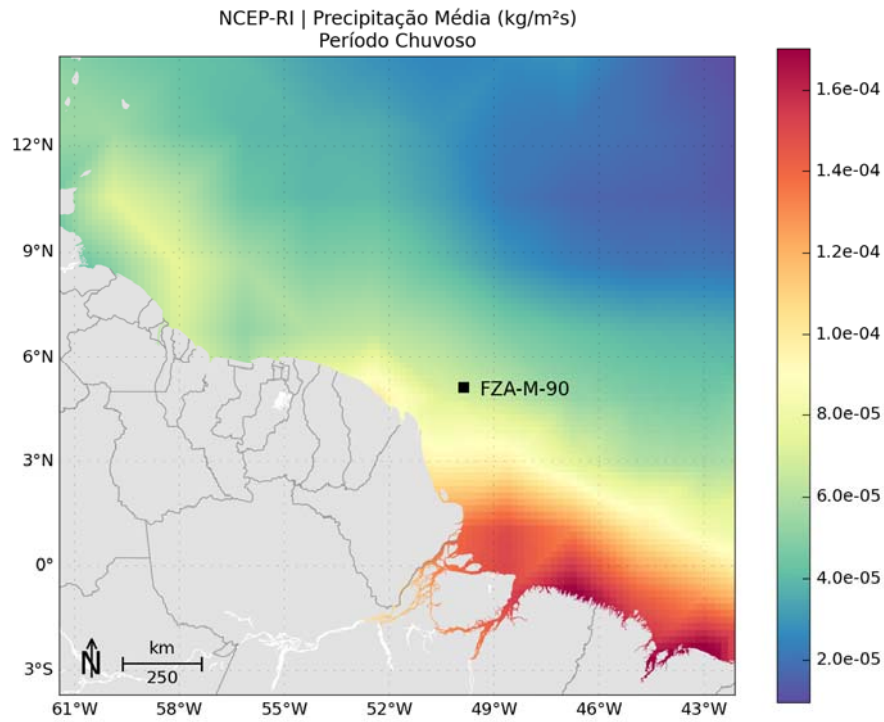 NCEP-RI | Precipitação Média (kg/m²s)
Período Chuvoso
1.6e-04
12°N
1.4e-04
9°N
1.2e-04
6°N
1.0e-04
FZA-M-90
8.0e-05
3°N
6.0e-05
0°
4.0e-05
N
km
250
2.0e-05
3°S
61°W 58°W 55°W 52°W 49°W 46°W 43°W